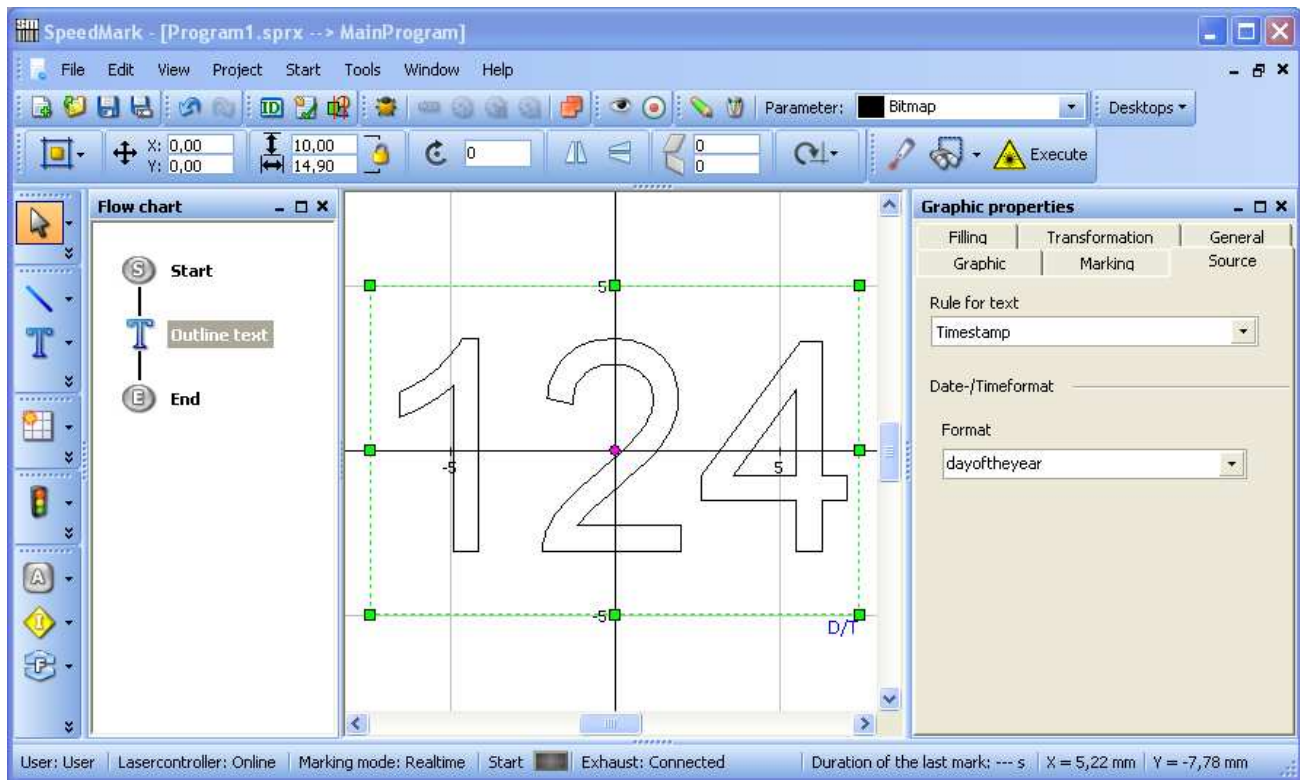 SpeedMark - [Program1.sprx --> MainProgram]
File Edit View Project Start Tools Window Help
ID Parameter: Bitmap Desktops
X: 0,00 10,00 0 0 Execute
Y: 0,00 14,90 0
Flow chart
S Start
T Outline text
E End
T
A
I
F
5
-5 5
124
-5
D/T
Graphic properties
Filling Transformation General
Graphic Marking Source
Rule for text
Timestamp
Date-/Timeformat
Format
dayoftheyear
User: User Lasercontroller: Online Marking mode: Realtime Start Exhaust: Connected Duration of the last mark: --- s X = 5,22 mm Y = -7,78 mm